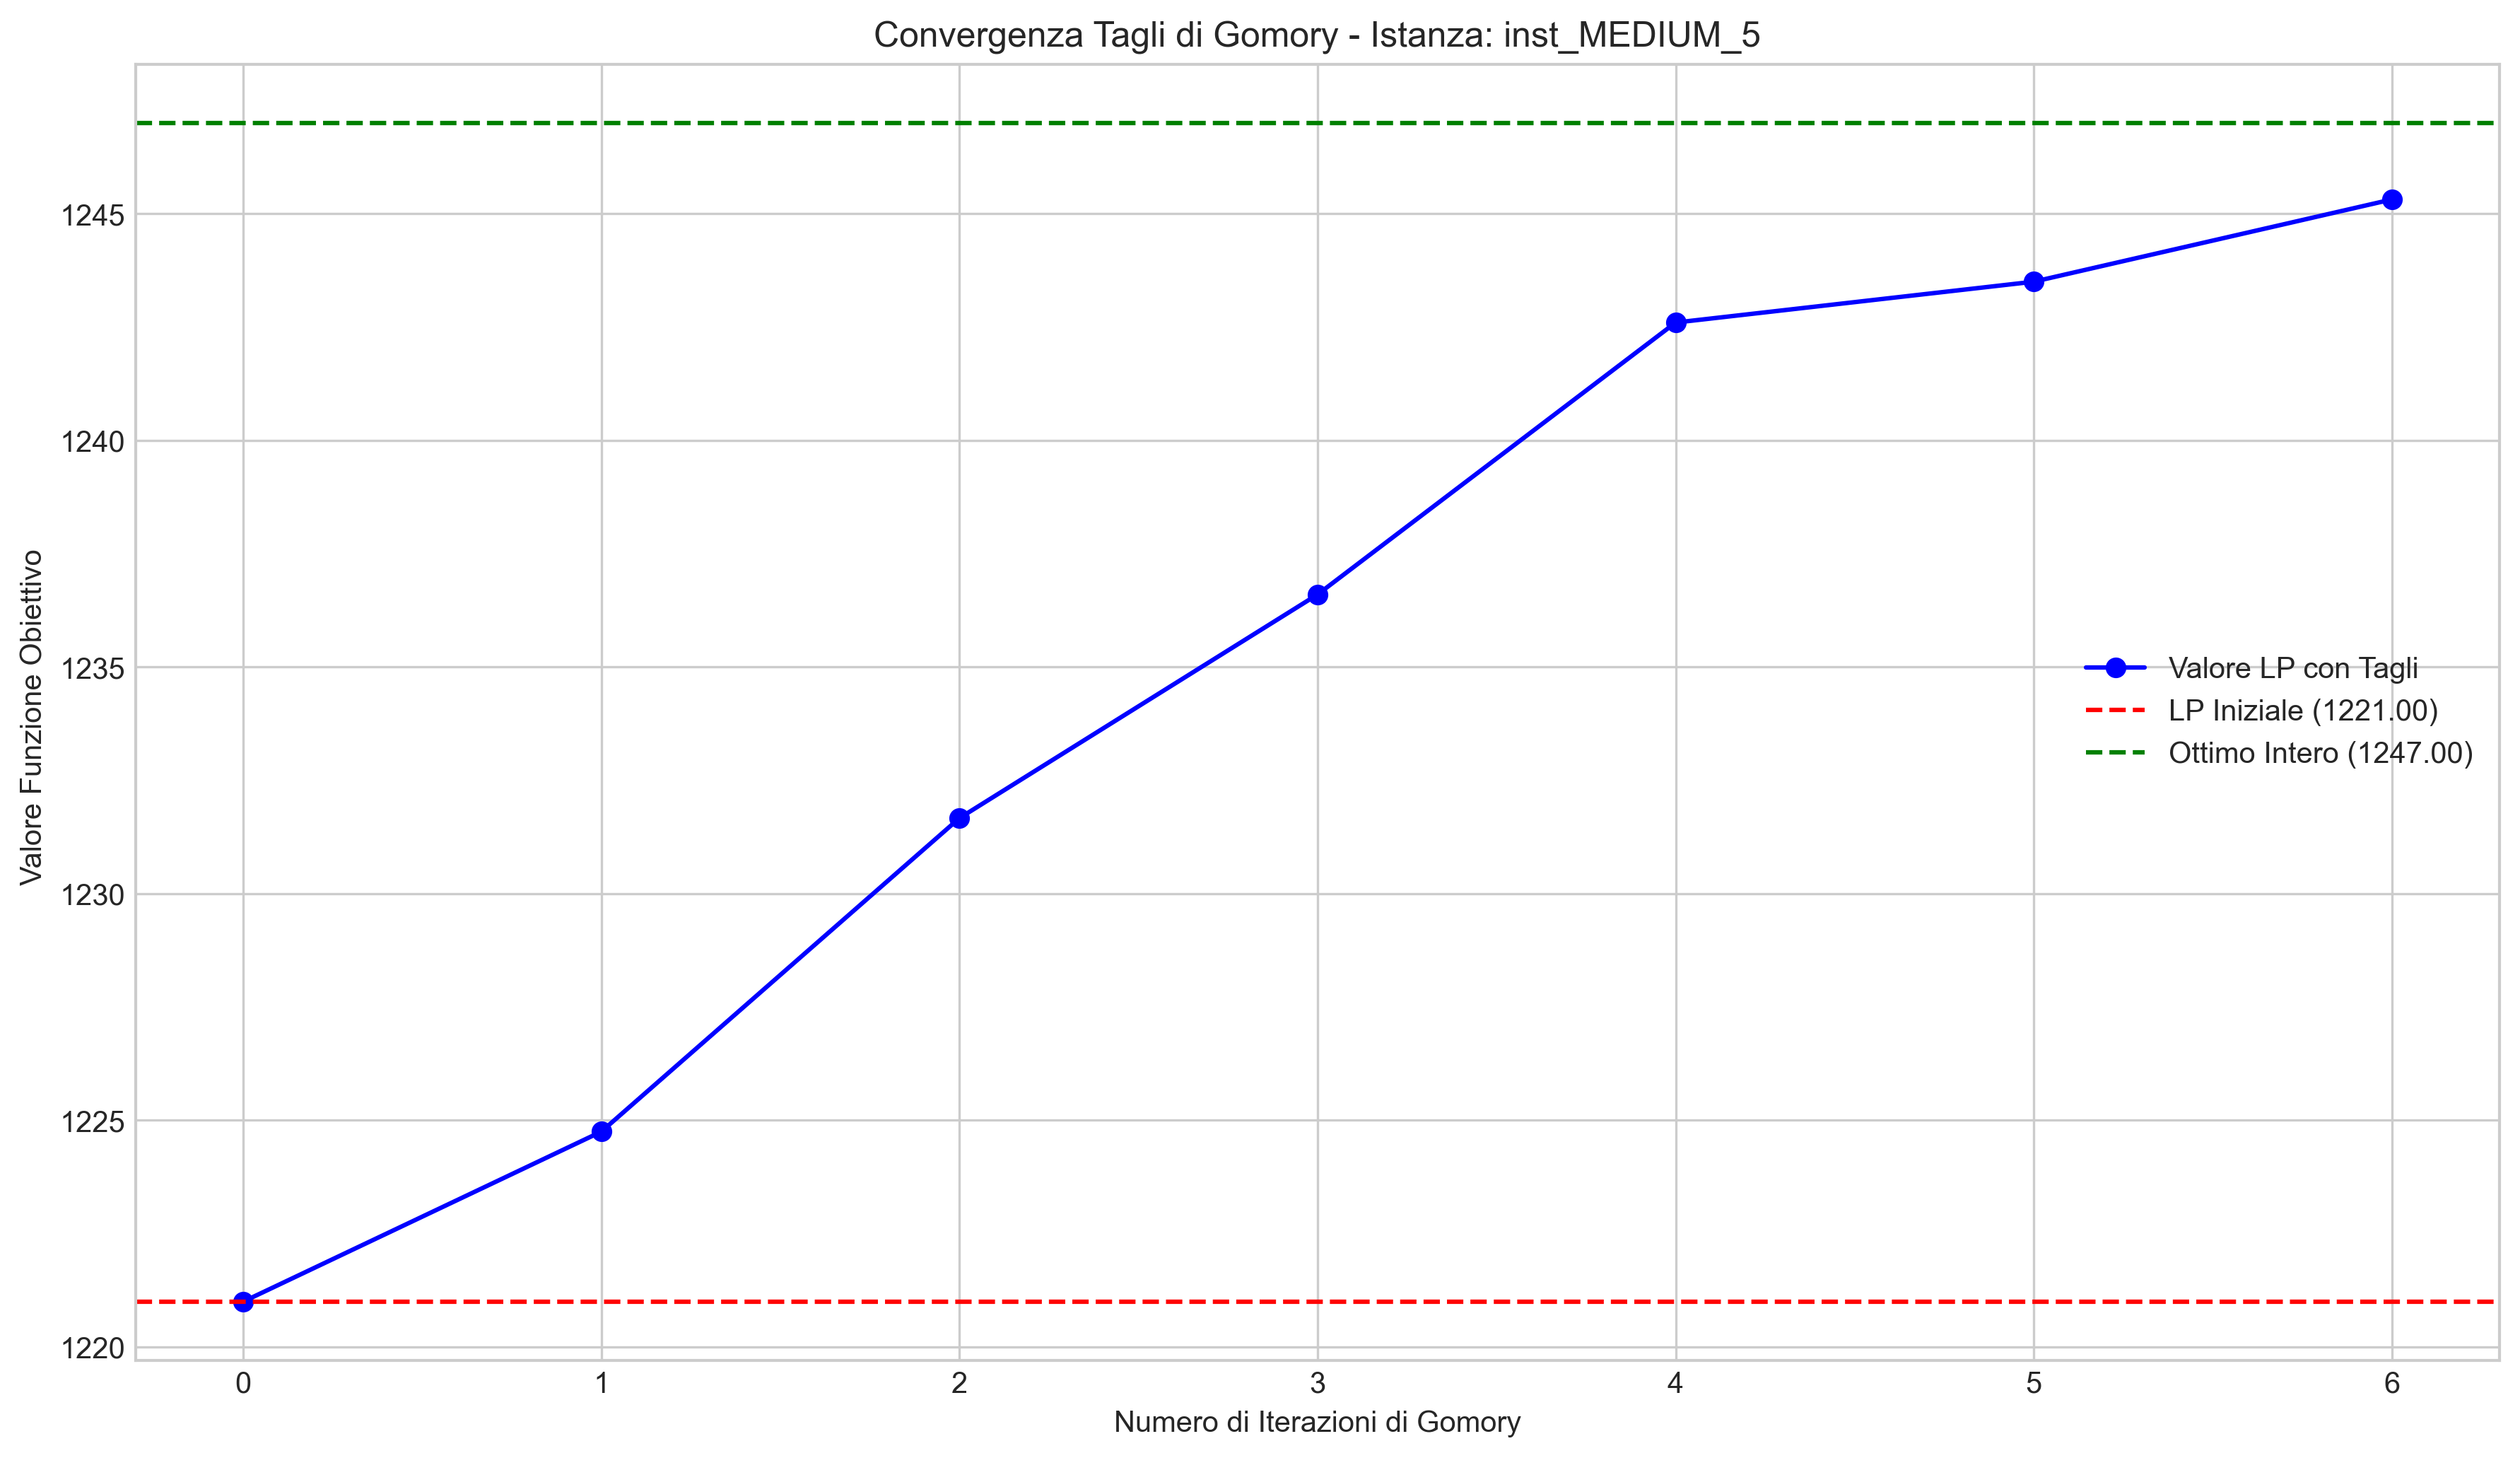 Convergenza Tagli di Gomory - Istanza: inst_MEDIUM_5
Valore Funzione Obiettivo
1245
1240
1235
1230
1225
1220
Valore LP con Tagli
LP Iniziale (1221.00)
Ottimo Intero (1247.00)
0 1 2 3 4 5 6
Numero di Iterazioni di Gomory